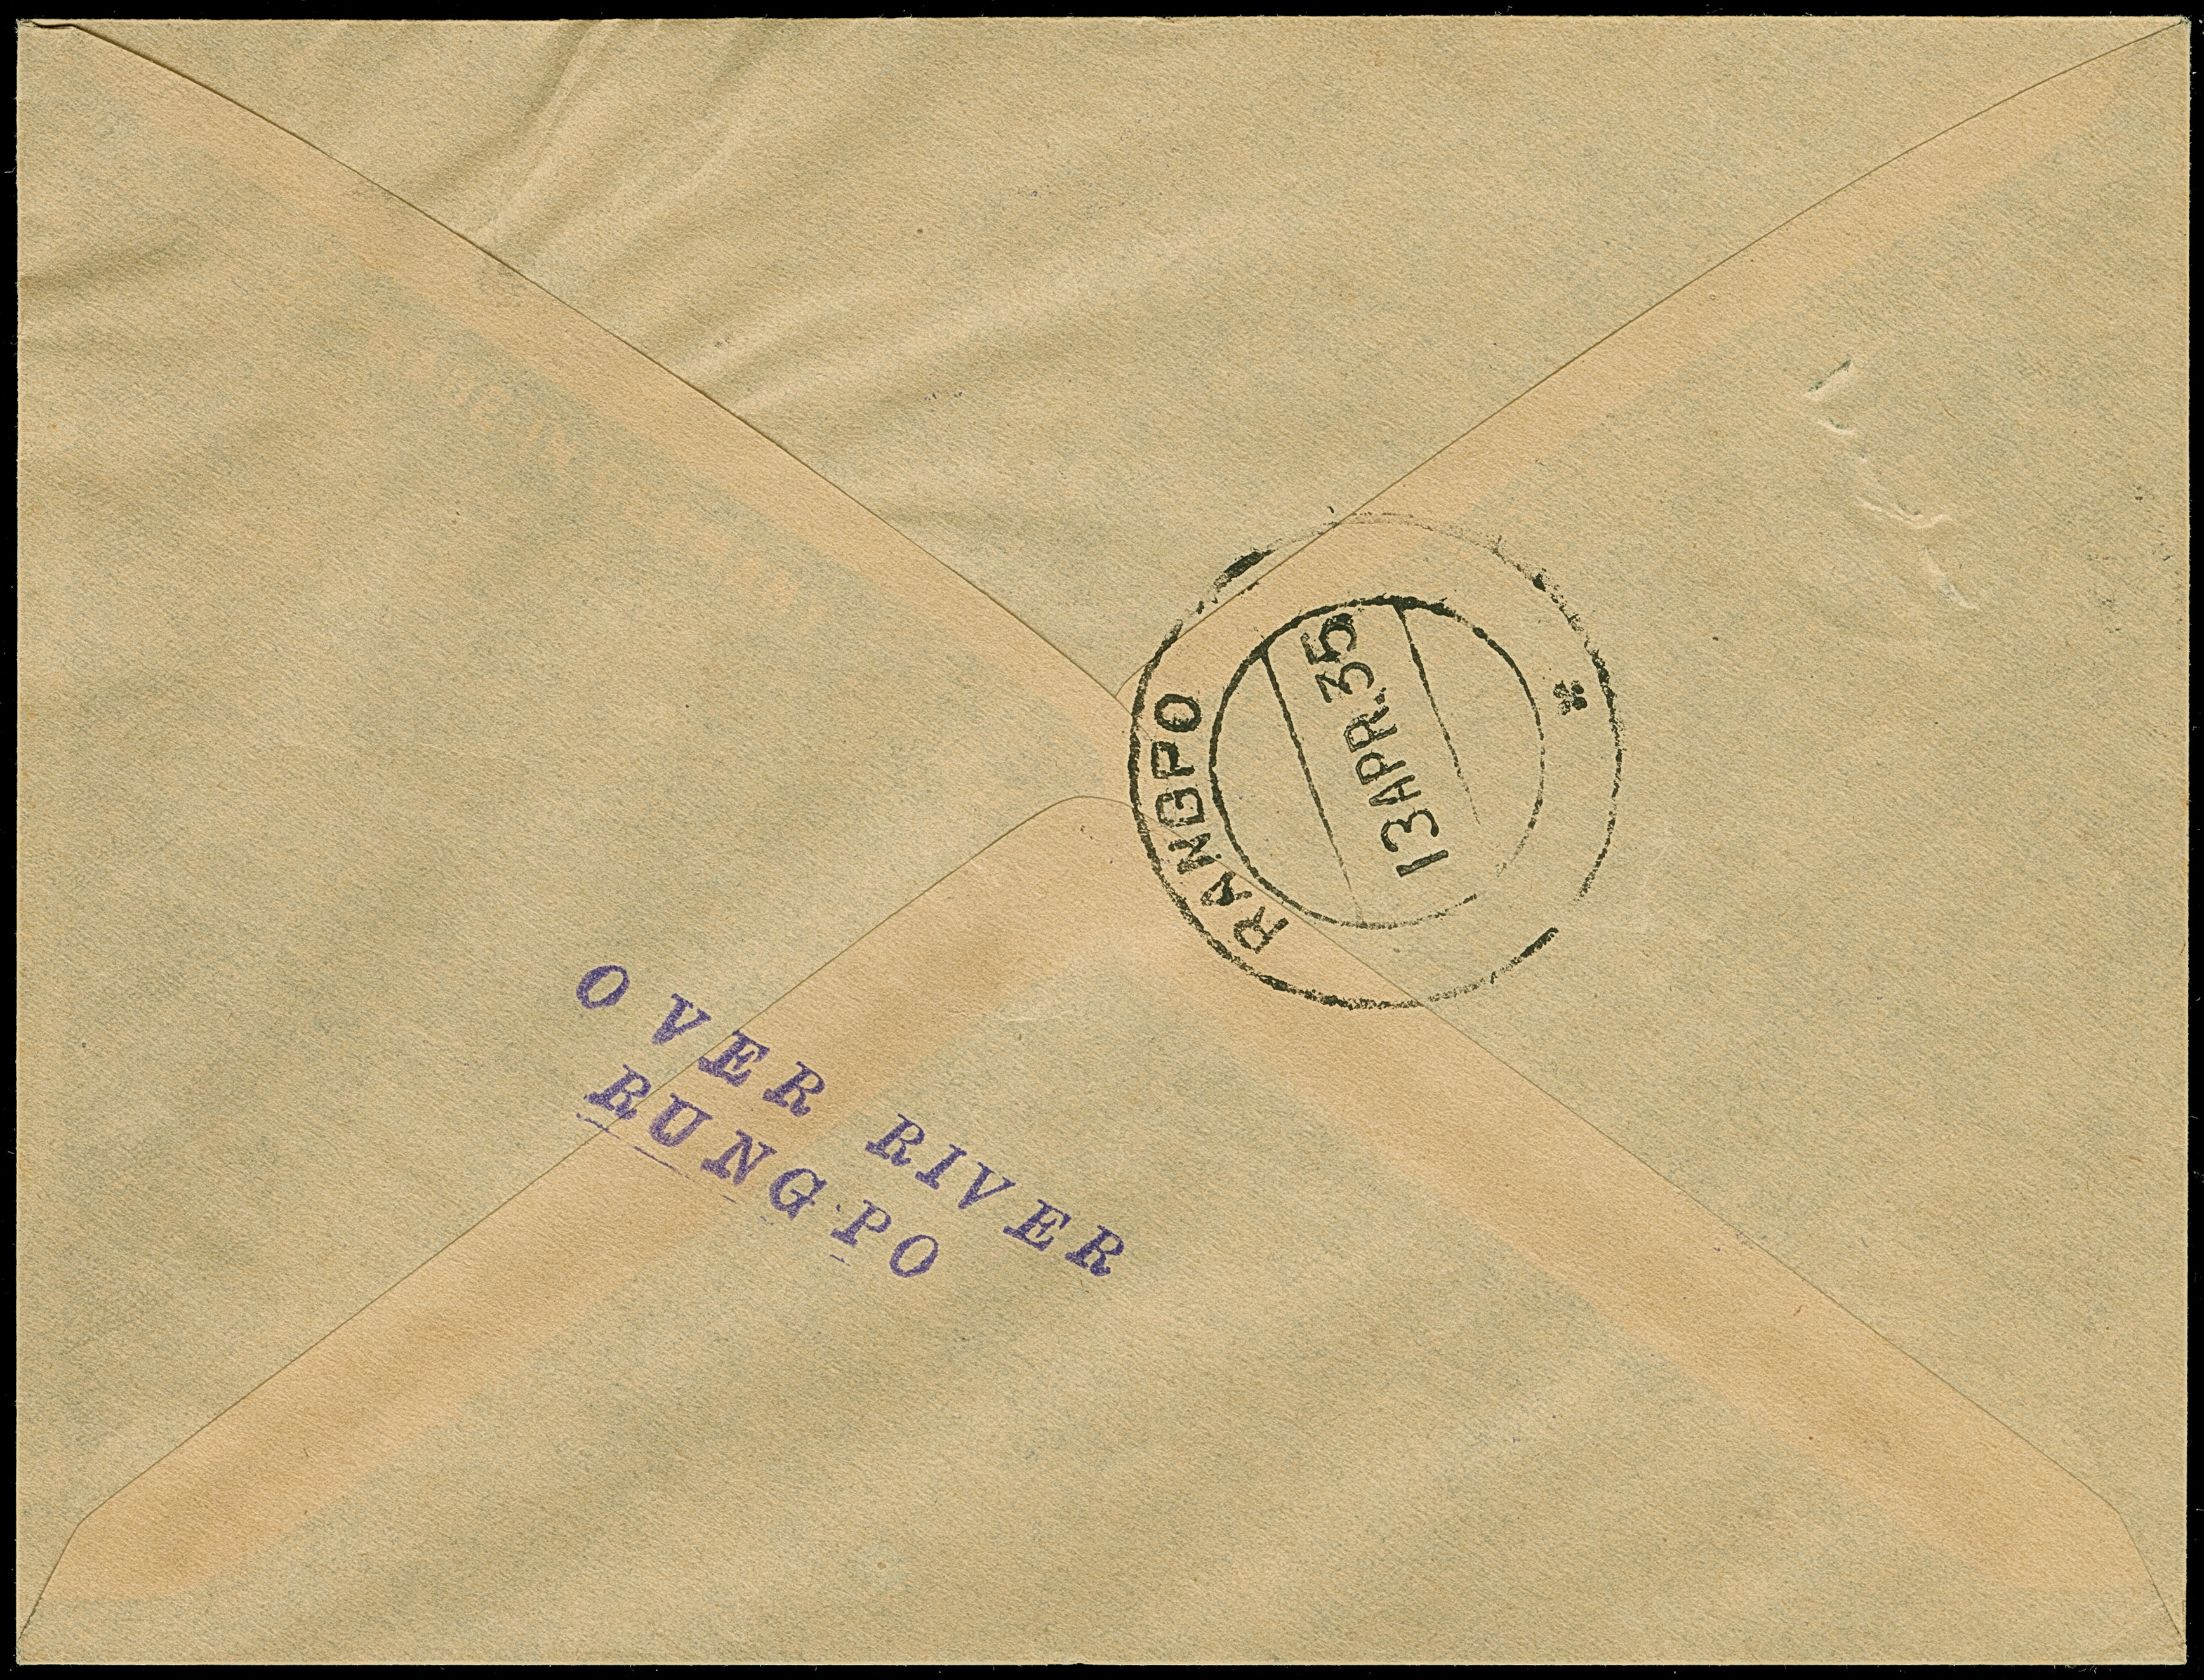 RANGPO
13 APR. 35
OVER RIVER
RUNG-PO